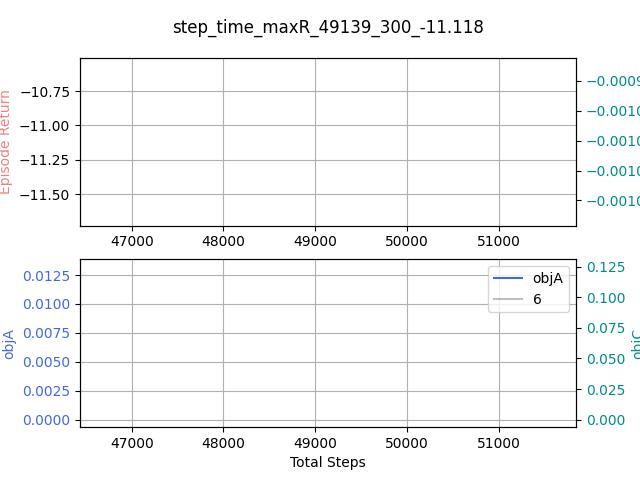 step_time_maxR_49139_300_-11.118
Episode Return
−10.75
−11.00
−11.25
−11.50
−0.0009
−0.0010
−0.0010
−0.0010
−0.0010
47000 48000 49000 50000 51000
objA
0.0125
0.0100
0.0075
0.0050
0.0025
0.0000
objA
6
0.125
0.100
0.075
0.050
0.025
0.000
objC
47000 48000 49000 50000 51000
Total Steps